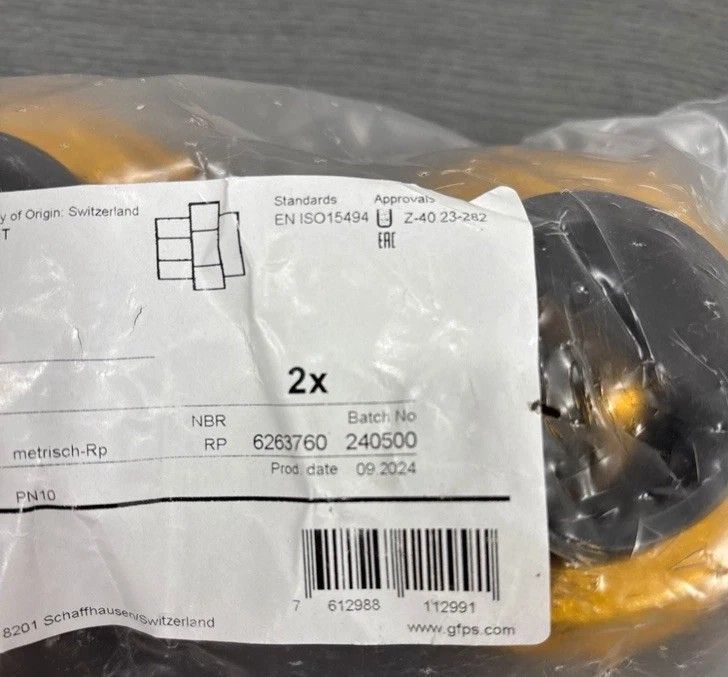 y of Origin: Switzerland
T
Standards Approvals
EN ISO15494 Z-40.23-282
EAC
2x
NBR Batch No
metrisch-Rp RP 6263760 240500
Prod. date 09.2024
PN10
7 612988 112991
8201 Schaffhausen/Switzerland
www.gfps.com